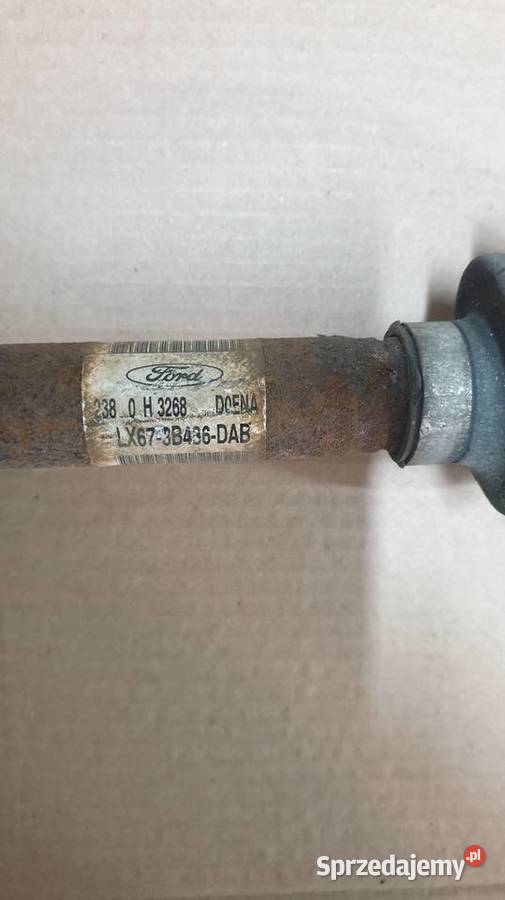 Ford
238 0 H 3268 D0ENA
LX67-3B436-DAB
Sprzedajemy.pl